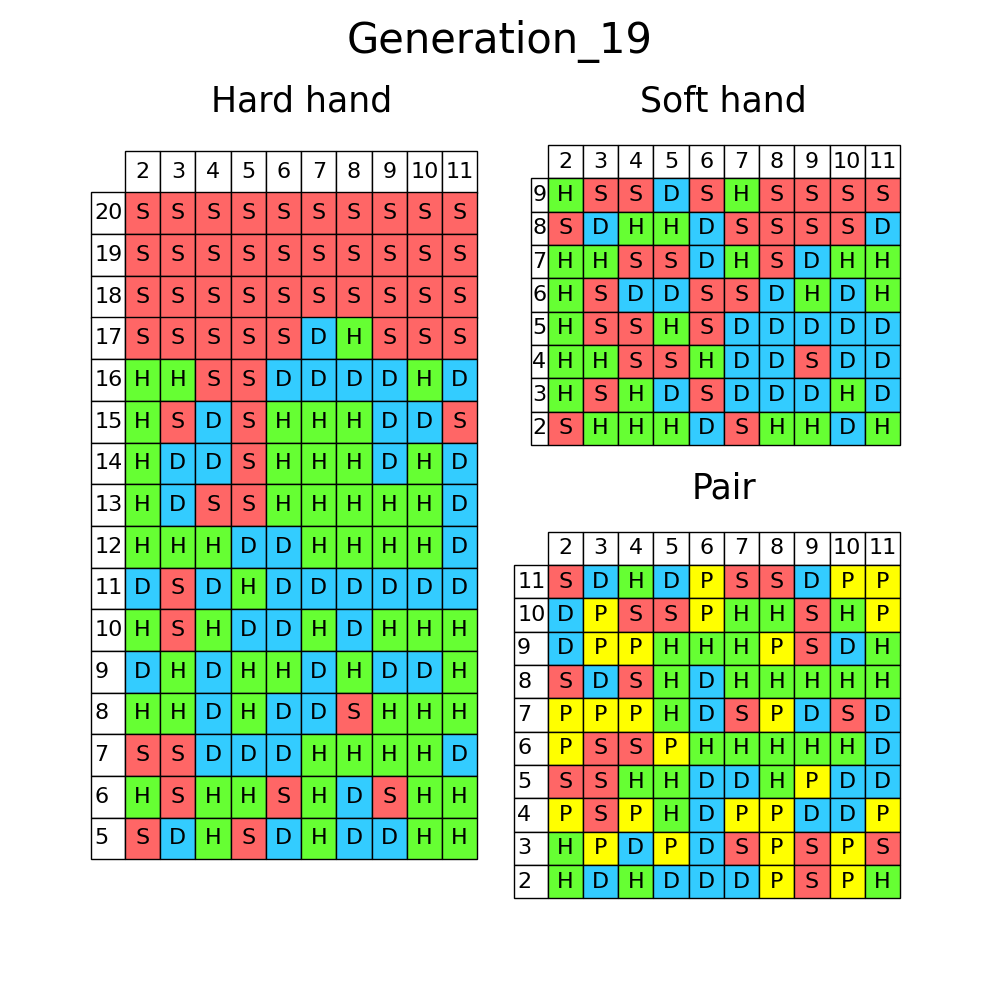 Generation_19
Hard hand
2 3 4 5 6 7 8 9 10 11
20 S S S S S S S S S S
19 S S S S S S S S S S
18 S S S S S S S S S S
17 S S S S S D H S S S
16 H H S S D D D D H D
15 H S D S H H H D D S
14 H D D S H H H D H D
13 H D S S H H H H H D
12 H H H D D H H H H D
11 D S D H D D D D D D
10 H S H D D H D H H H
9 D H D H H D H D D H
8 H H D H D D S H H H
7 S S D D D H H H H D
6 H S H H S H D S H H
5 S D H S D H D D H H
Soft hand
2 3 4 5 6 7 8 9 10 11
9 H S S D S H S S S S
8 S D H H D S S S S D
7 H H S S D H S D H H
6 H S D D S S D H D H
5 H S S H S D D D D D
4 H H S S H D D S D D
3 H S H D S D D D H D
2 S H H H D S H H D H
Pair
2 3 4 5 6 7 8 9 10 11
11 S D H D P S S D P P
10 D P S S P H H S H P
9 D P P H H H P S D H
8 S D S H D H H H H H
7 P P P H D S P D S D
6 P S S P H H H H H D
5 S S H H D D H P D D
4 P S P H D P P D D P
3 H P D P D S P S P S
2 H D H D D D P S P H